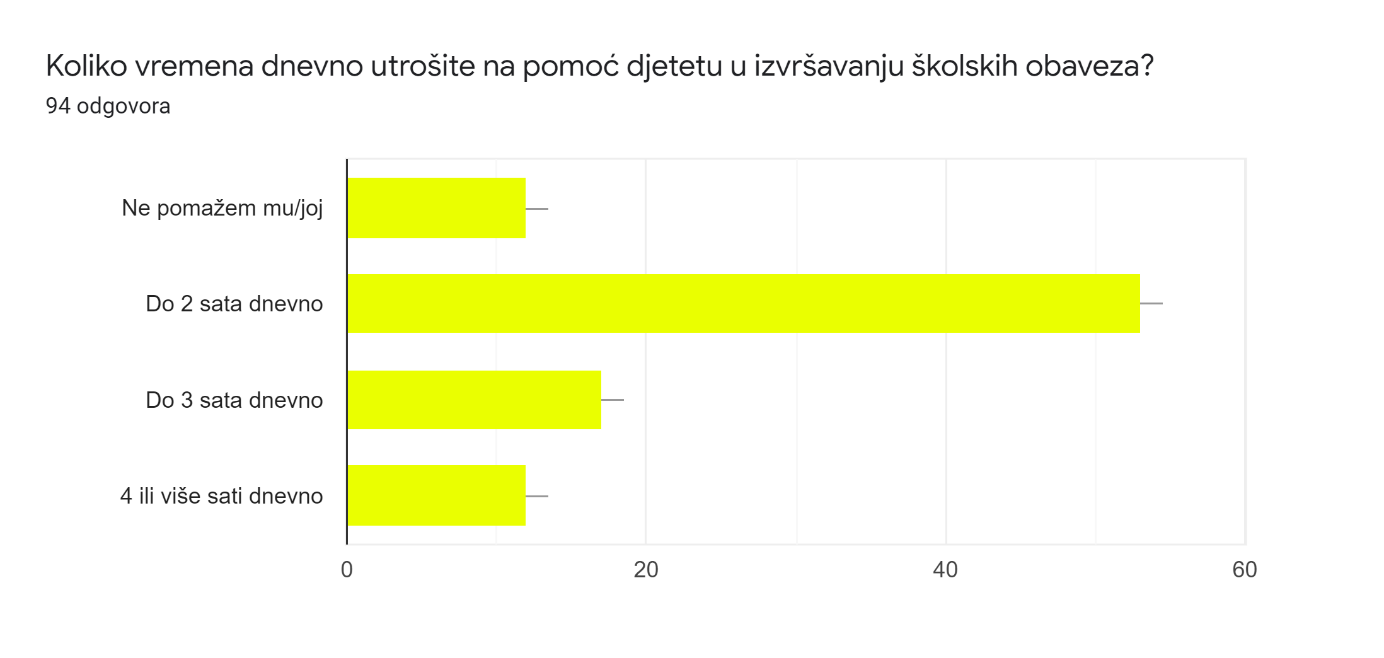 Koliko vremena dnevno utrošite na pomoć djetetu u izvršavanju školskih obaveza?
94 odgovora
Ne pomažem mu/joj
Do 2 sata dnevno
Do 3 sata dnevno
4 ili više sati dnevno
0 20 40 60